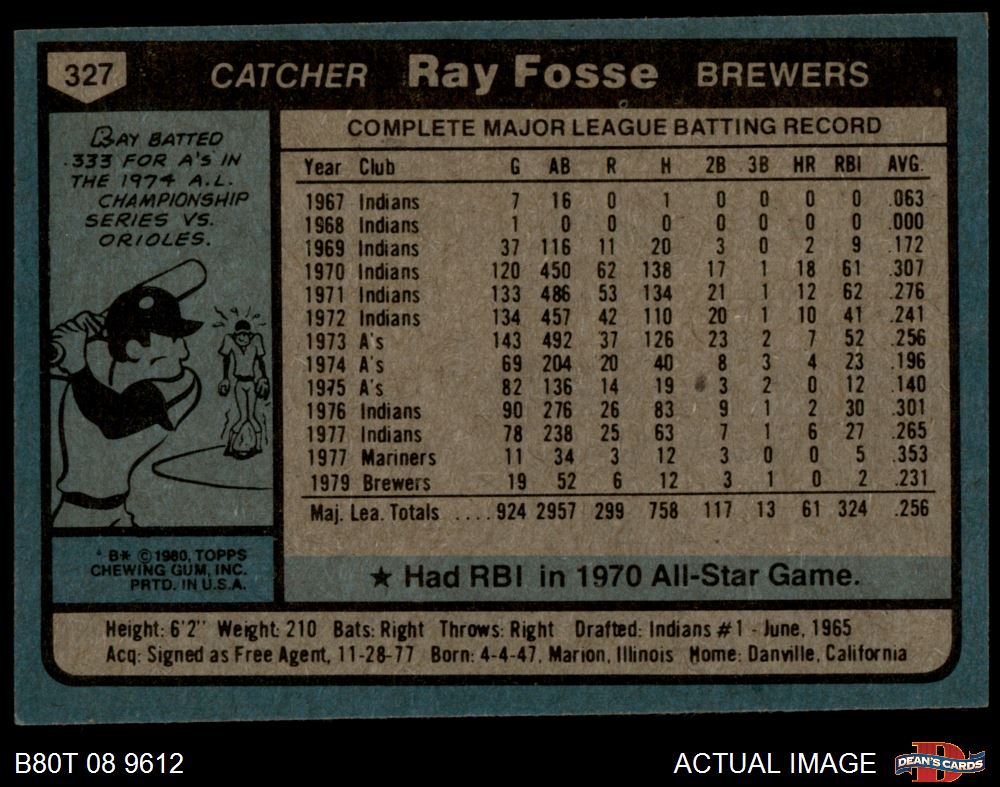 327 CATCHER Ray Fosse BREWERS
RAY BATTED
.333 FOR A'S IN
THE 1974 A.L.
CHAMPIONSHIP
SERIES VS.
ORIOLES.
COMPLETE MAJOR LEAGUE BATTING RECORD
Year Club G AB R H 2B 3B HR RBI AVG.
1967 Indians 7 16 0 1 0 0 0 0 .063
1968 Indians 1 0 0 0 0 0 0 0 .000
1969 Indians 37 116 11 20 3 0 2 9 .172
1970 Indians 120 450 62 138 17 1 18 61 .307
1971 Indians 133 486 53 134 21 1 12 62 .276
1972 Indians 134 457 42 110 20 1 10 41 .241
1973 A's 143 492 37 126 23 2 7 52 .256
1974 A's 69 204 20 40 8 3 4 23 .196
1975 A's 82 136 14 19 3 2 0 12 .140
1976 Indians 90 276 26 83 9 1 2 30 .301
1977 Indians 78 238 25 63 7 1 6 27 .265
1977 Mariners 11 34 3 12 3 0 0 5 .353
1979 Brewers 19 52 6 12 3 1 0 2 .231
Maj. Lea. Totals ....924 2957 299 758 117 13 61 324 .256
★ Had RBI in 1970 All-Star Game.
* B* © 1980, TOPPS
CHEWING GUM, INC.
PRTD. IN U.S.A.
Height: 6'2" Weight: 210 Bats: Right Throws: Right Drafted: Indians #1 - June, 1965
Acq: Signed as Free Agent, 11-28-77 Born: 4-4-47, Marion, Illinois Home: Danville, California
B80T 08 9612
ACTUAL IMAGE
DEAN'S CARDS